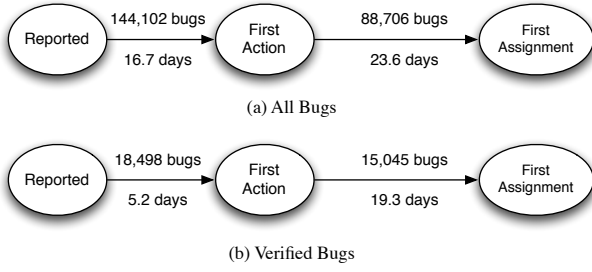 144,102 bugs
88,706 bugs
Reported
First
Action
First
Assignment
16.7 days
23.6 days
(a) All Bugs
18,498 bugs
15,045 bugs
Reported
First
Action
First
Assignment
5.2 days
19.3 days
(b) Verified Bugs